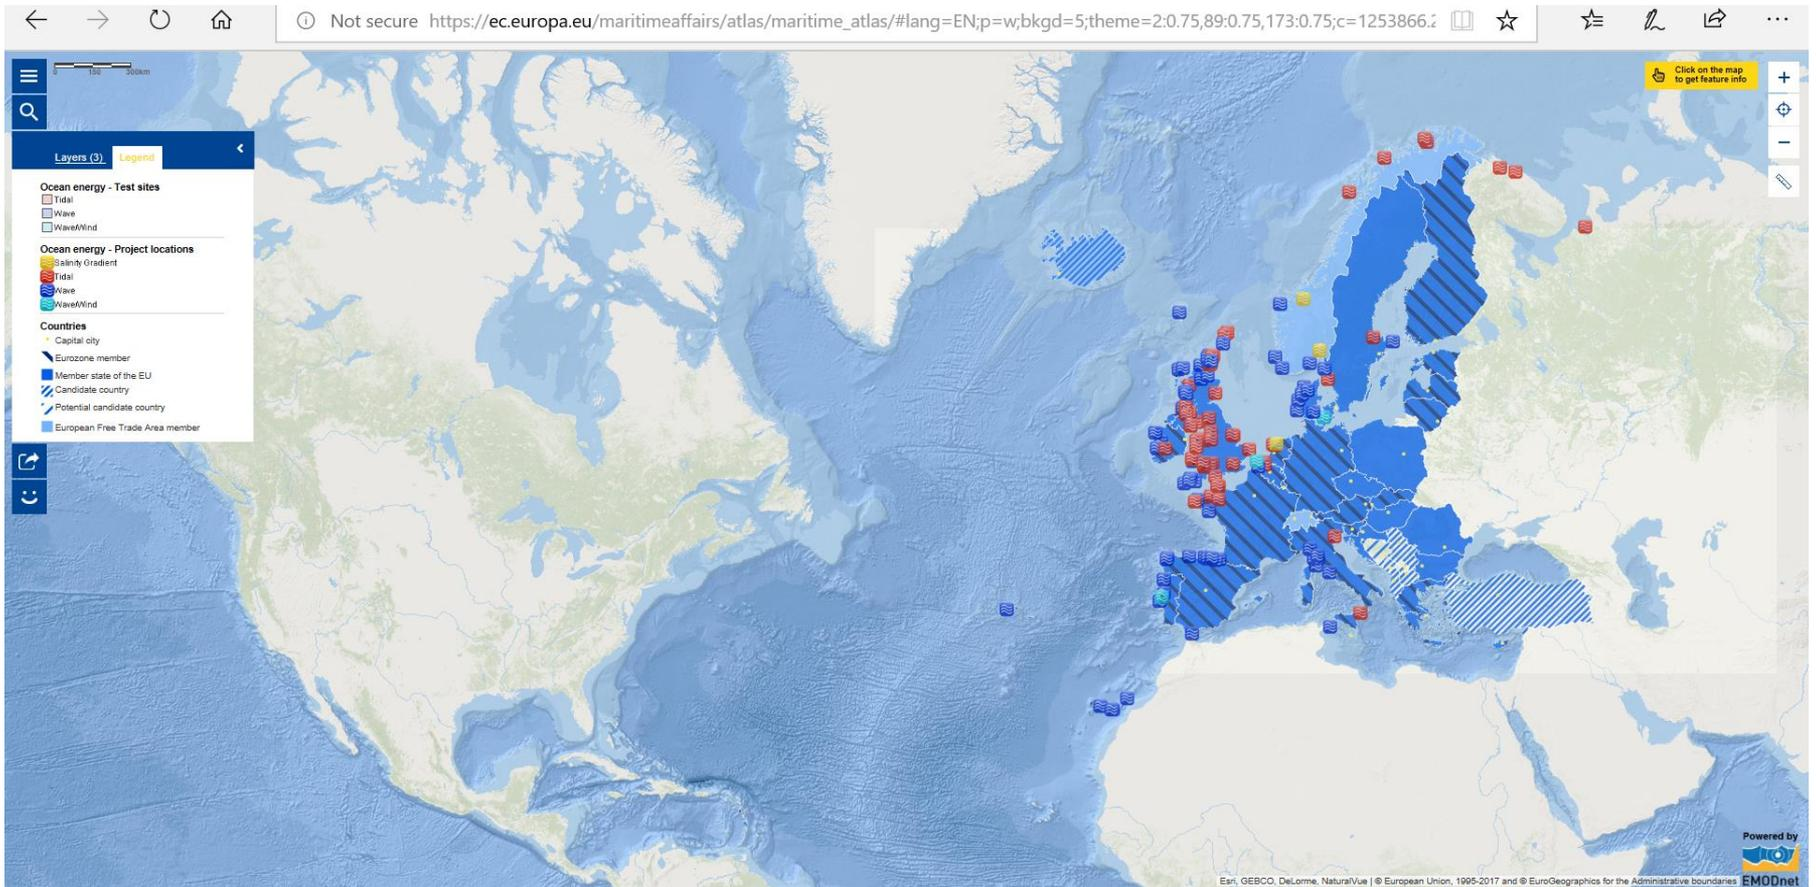 Not secure https://ec.europa.eu/maritimeaffairs/atlas/maritime_atlas/#lang=EN;p=w;bkgd=5;theme=2:0.75,89:0.75,173:0.75;c=1253866.2
0 150 300km
Click on the map
to get feature info
Layers (3) Legend
Ocean energy - Test sites
Tidal
Wave
Wave/Wind
Ocean energy - Project locations
Salinity Gradient
Tidal
Wave
Wave/Wind
Countries
Capital city
Eurozone member
Member state of the EU
Candidate country
Potential candidate country
European Free Trade Area member
Powered by
EMODnet
Esri, GEBCO, DeLorme, NaturalVue | © European Union, 1995-2017 and © EuroGeographics for the Administrative boundaries